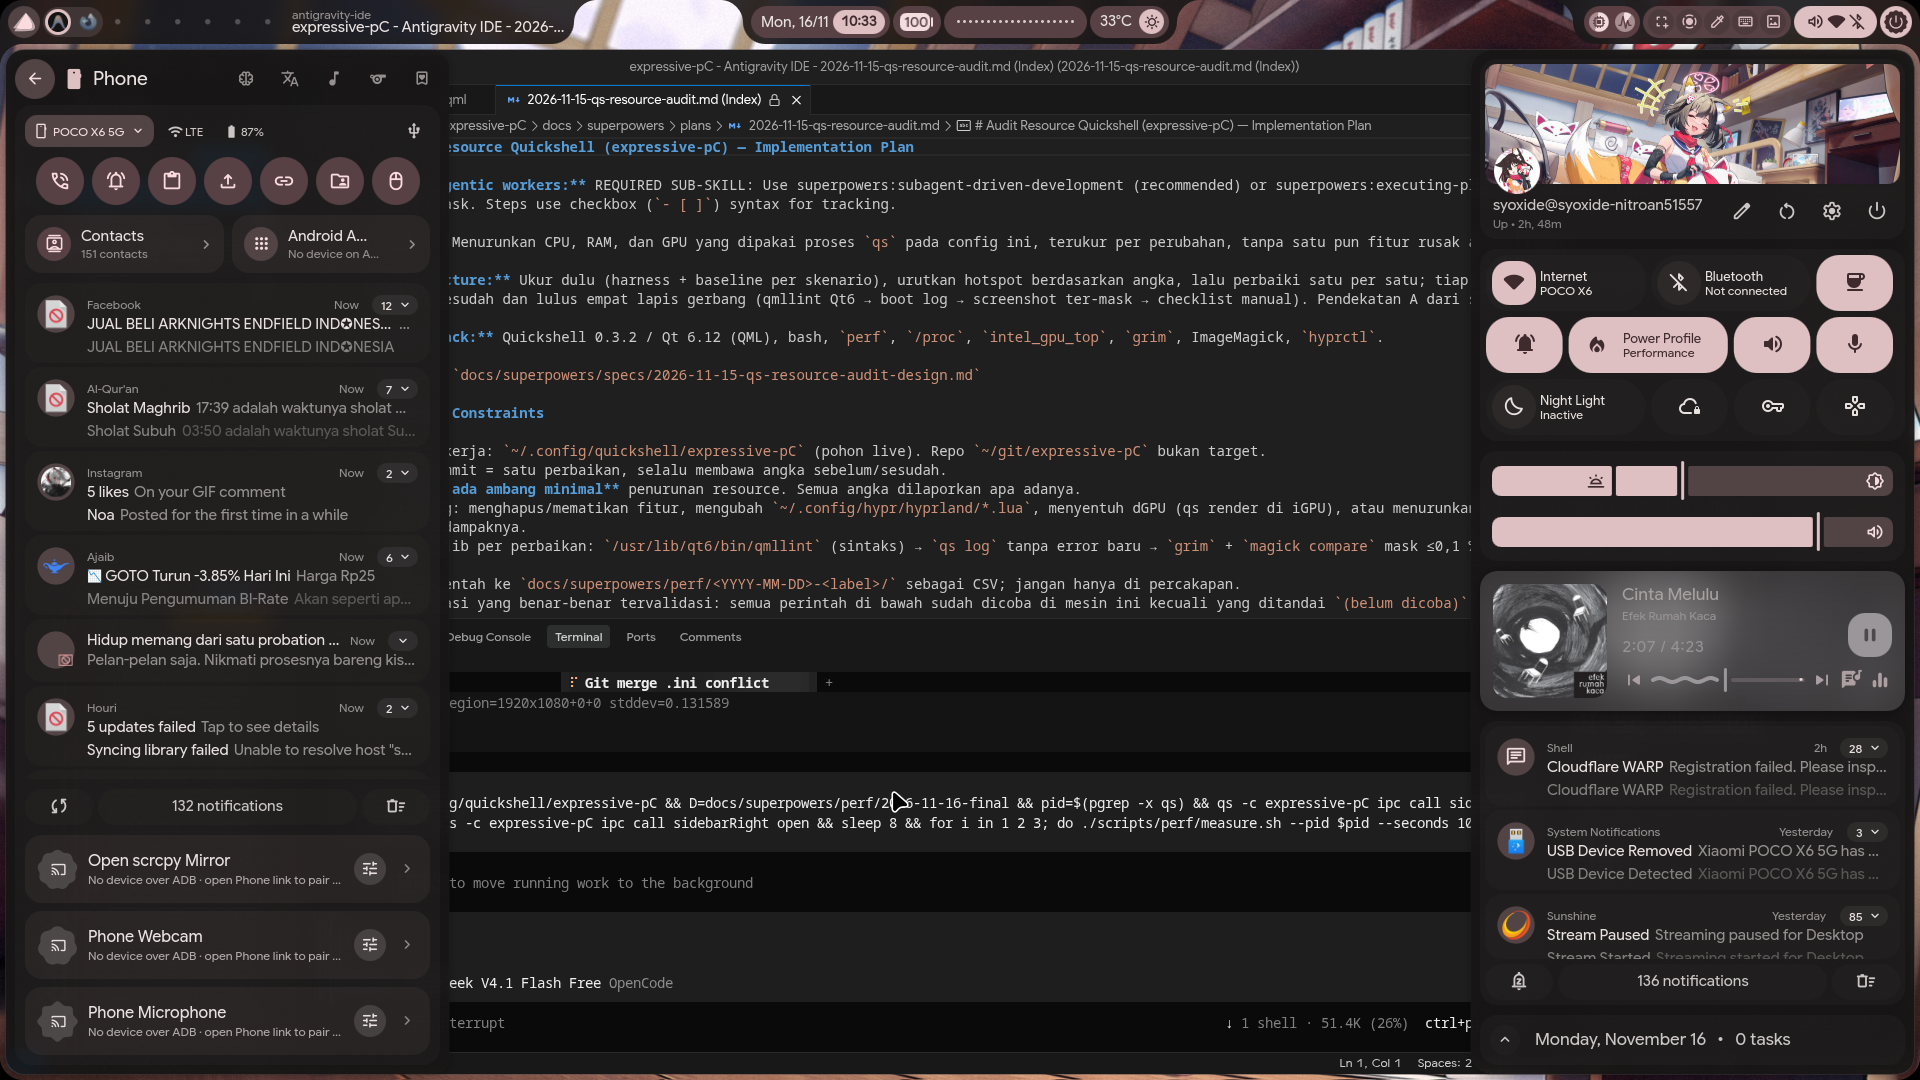 antigravity-ide
expressive-pC - Antigravity IDE - 2026-...
Mon, 16/11 10:33
100
33°C
Phone
POCO X6 5G
LTE
87%
Contacts
151 contacts
Android A...
No device on A...
Facebook Now 12
JUAL BELI ARKNIGHTS ENDFIELD IND✪NES... ...
JUAL BELI ARKNIGHTS ENDFIELD IND✪NESIA
Al-Qur'an Now 7
Sholat Maghrib 17:39 adalah waktunya sholat ...
Sholat Subuh 03:50 adalah waktunya sholat Su...
Instagram Now 2
5 likes On your GIF comment
Noa Posted for the first time in a while
Ajaib Now 6
GOTO Turun -3.85% Hari Ini Harga Rp25
Menuju Pengumuman BI-Rate Akan seperti ap...
Hidup memang dari satu probation ... Now
Pelan-pelan saja. Nikmati prosesnya bareng kis...
Houri Now 2
5 updates failed Tap to see details
Syncing library failed Unable to resolve host "s...
132 notifications
Open scrcpy Mirror
No device over ADB · open Phone link to pair ...
Phone Webcam
No device over ADB · open Phone link to pair ...
Phone Microphone
No device over ADB · open Phone link to pair ...
expressive-pC - Antigravity IDE - 2026-11-15-qs-resource-audit.md (Index) (2026-11-15-qs-resource-audit.md (Index))
qml
2026-11-15-qs-resource-audit.md (Index)
xpressive-pC > docs > superpowers > plans > 2026-11-15-qs-resource-audit.md > # Audit Resource Quickshell (expressive-pC) — Implementation Plan
esource Quickshell (expressive-pC) — Implementation Plan
gentic workers:** REQUIRED SUB-SKILL: Use superpowers:subagent-driven-development (recommended) or superpowers:executing-pl
ask. Steps use checkbox (`- [ ]`) syntax for tracking.
Menurunkan CPU, RAM, dan GPU yang dipakai proses `qs` pada config ini, terukur per perubahan, tanpa satu pun fitur rusak a
cture:** Ukur dulu (harness + baseline per skenario), urutkan hotspot berdasarkan angka, lalu perbaiki satu per satu; tiap
esudah dan lulus empat lapis gerbang (qmllint Qt6 → boot log → screenshot ter-mask → checklist manual). Pendekatan A dari s
ack:** Quickshell 0.3.2 / Qt 6.12 (QML), bash, `perf`, `/proc`, `intel_gpu_top`, `grim`, ImageMagick, `hyprctl`.
`docs/superpowers/specs/2026-11-15-qs-resource-audit-design.md`
Constraints
kerja: `~/.config/quickshell/expressive-pC` (pohon live). Repo `~/git/expressive-pC` bukan target.
mmit = satu perbaikan, selalu membawa angka sebelum/sesudah.
ada ambang minimal** penurunan resource. Semua angka dilaporkan apa adanya.
g: menghapus/mematikan fitur, mengubah `~/.config/hypr/hyprland/*.lua`, menyentuh dGPU (qs render di iGPU), atau menurunkan
dampaknya.
ib per perbaikan: `/usr/lib/qt6/bin/qmllint` (sintaks) → `qs log` tanpa error baru → `grim` + `magick compare` mask ≤0,1 %
entah ke `docs/superpowers/perf/<YYYY-MM-DD>-<label>/` sebagai CSV; jangan hanya di percakapan.
asi yang benar-benar tervalidasi: semua perintah di bawah sudah dicoba di mesin ini kecuali yang ditandai `(belum dicoba)`
Debug Console
Terminal
Ports
Comments
Git merge .ini conflict
+
egion=1920x1080+0+0 stddev=0.131589
g/quickshell/expressive-pC && D=docs/superpowers/perf/2026-11-16-final && pid=$(pgrep -x qs) && qs -c expressive-pC ipc call sid
s -c expressive-pC ipc call sidebarRight open && sleep 8 && for i in 1 2 3; do ./scripts/perf/measure.sh --pid $pid --seconds 10
to move running work to the background
eek V4.1 Flash Free OpenCode
terrupt
↓ 1 shell · 51.4K (26%) ctrl+p
Ln 1, Col 1
Spaces: 2
syoxide@syoxide-nitroan51557
Up • 2h, 48m
Internet
POCO X6
Bluetooth
Not connected
Power Profile
Performance
Night Light
Inactive
Cinta Melulu
Efek Rumah Kaca
2:07 / 4:23
efek
rumah
kaca
Shell 2h 28
Cloudflare WARP Registration failed. Please insp...
Cloudflare WARP Registration failed. Please insp...
System Notifications Yesterday 3
USB Device Removed Xiaomi POCO X6 5G has ...
USB Device Detected Xiaomi POCO X6 5G has ...
Sunshine Yesterday 85
Stream Paused Streaming paused for Desktop
Stream Started Streaming started for Desktop
136 notifications
Monday, November 16 • 0 tasks